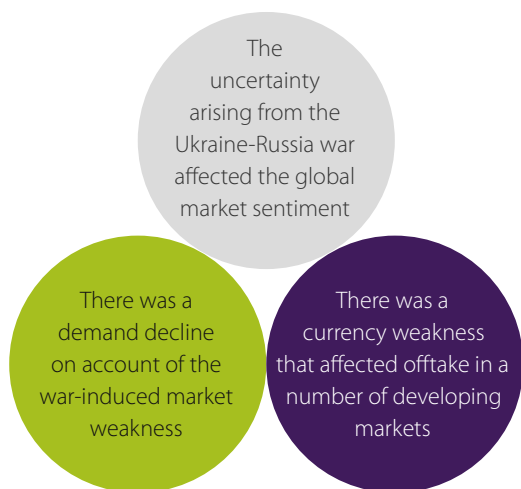 The
uncertainty
arising from the
Ukraine-Russia war
affected the global
market sentiment
There was a
demand decline
on account of the
war-induced market
weakness
There was a
currency weakness
that affected offtake in a
number of developing
markets